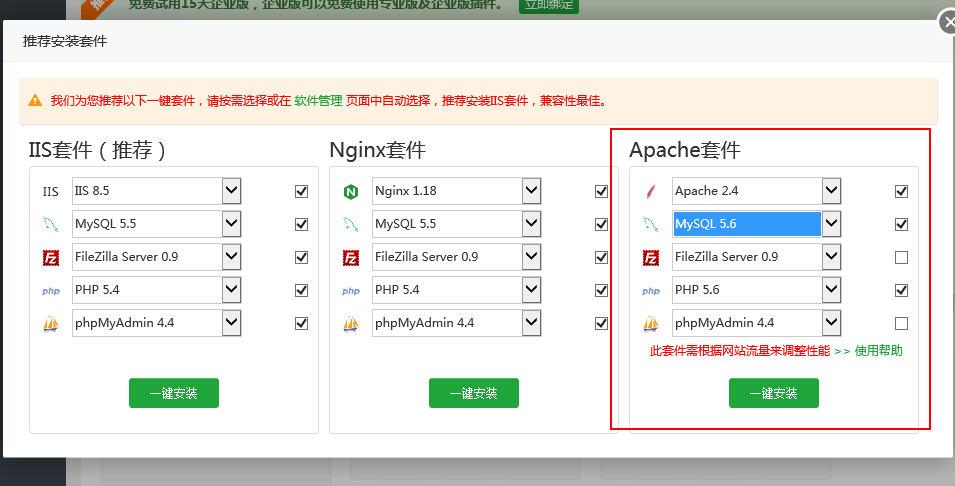 免费试用15天企业版，企业版可以免费使用专业版及企业版插件。 立即绑定
推荐
推荐安装套件
我们为您推荐以下一键套件，请按需选择或在 软件管理 页面中自动选择，推荐安装IIS套件，兼容性最佳。
IIS套件（推荐）
IIS IIS 8.5
MySQL 5.5
Fz FileZilla Server 0.9
php PHP 5.4
phpMyAdmin 4.4
一键安装
Nginx套件
N Nginx 1.18
MySQL 5.5
Fz FileZilla Server 0.9
php PHP 5.4
phpMyAdmin 4.4
一键安装
Apache套件
Apache 2.4
MySQL 5.6
Fz FileZilla Server 0.9
php PHP 5.6
phpMyAdmin 4.4
此套件需根据网站流量来调整性能 >> 使用帮助
一键安装